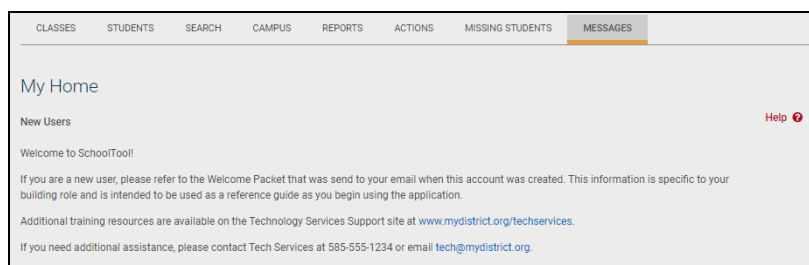 CLASSES STUDENTS SEARCH CAMPUS REPORTS ACTIONS MISSING STUDENTS MESSAGES
My Home
New Users Help ?
Welcome to SchoolTool!
If you are a new user, please refer to the Welcome Packet that was send to your email when this account was created. This information is specific to your
building role and is intended to be used as a reference guide as you begin using the application.
Additional training resources are available on the Technology Services Support site at www.mydistrict.org/techservices.
If you need additional assistance, please contact Tech Services at 585-555-1234 or email tech@mydistrict.org.